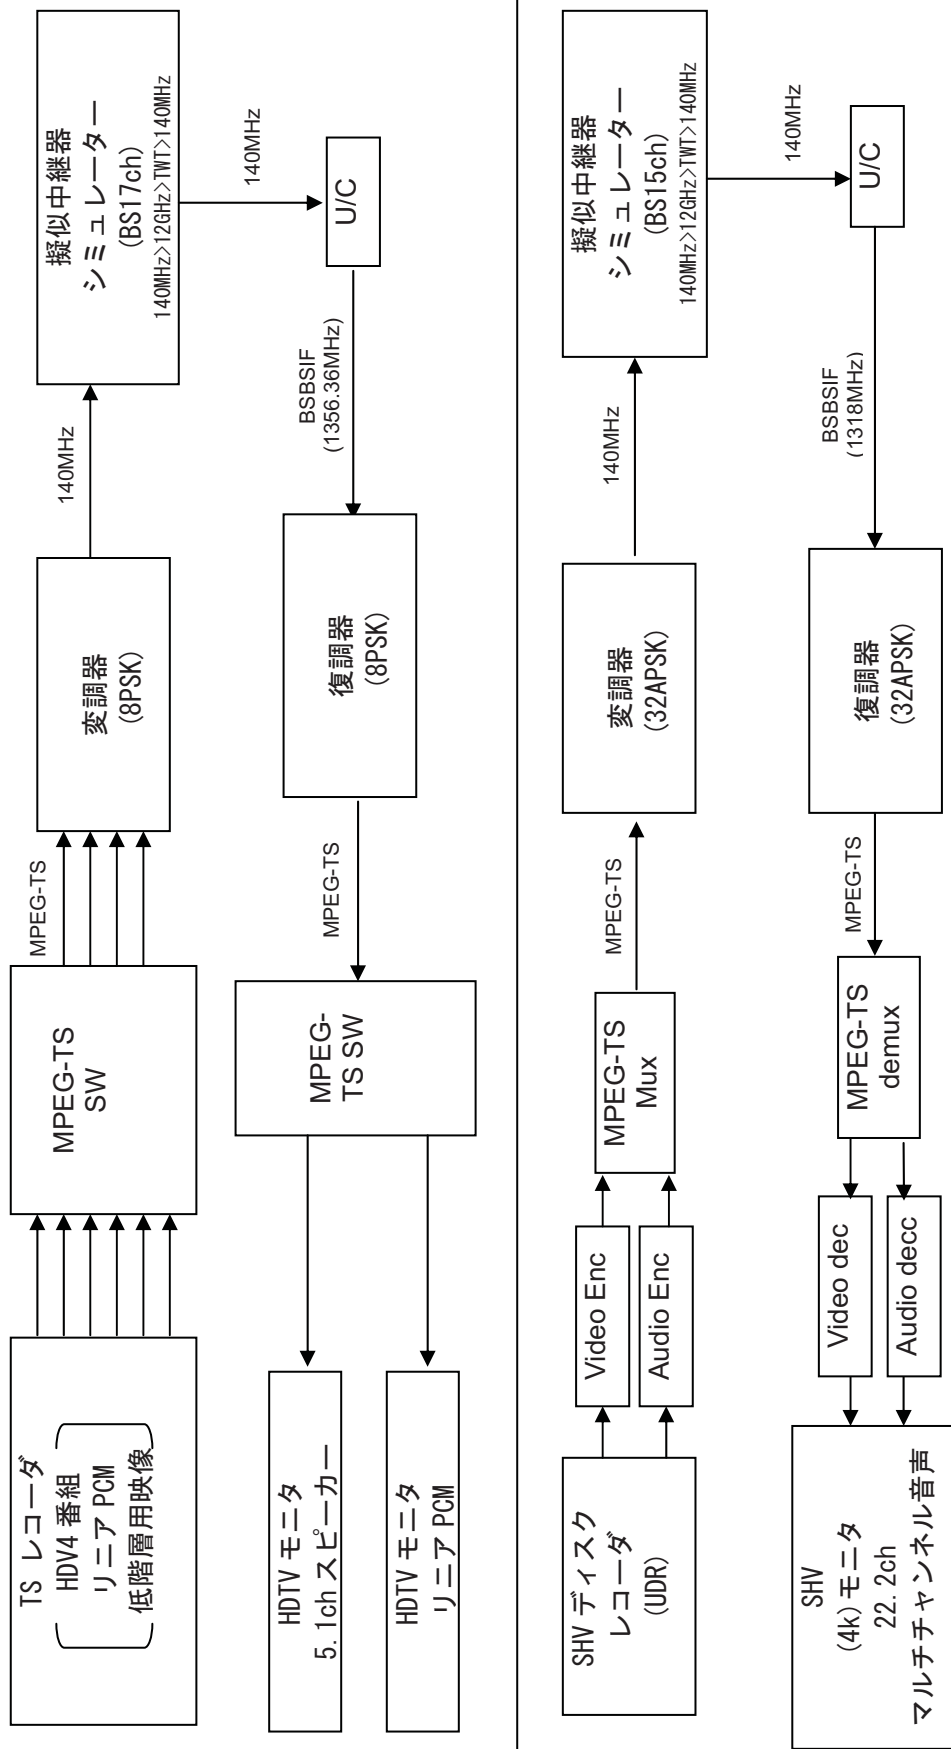 TS レコーダ
HDV4 番組
リニア PCM
低階層用映像
MPEG-TS
SW
MPEG-TS
変調器
(8PSK)
140MHz
擬似中継器
シミュレーター
(BS17ch)
140MHz>12GHz>TWT>140MHz
140MHz
U/C
BSBSIF
(1356.36MHz)
復調器
(8PSK)
MPEG-TS
MPEG-
TS SW
HDTV モニタ
5.1ch スピーカー
HDTV モニタ
リニア PCM
SHV ディスク
レコーダ
(UDR)
Video Enc
Audio Enc
MPEG-TS
Mux
MPEG-TS
変調器
(32APSK)
140MHz
擬似中継器
シミュレーター
(BS15ch)
140MHz>12GHz>TWT>140MHz
140MHz
U/C
BSBSIF
(1318MHz)
復調器
(32APSK)
MPEG-TS
MPEG-TS
demux
Video dec
Audio decc
SHV
(4k)モニタ
22.2ch
マルチチャンネル音声